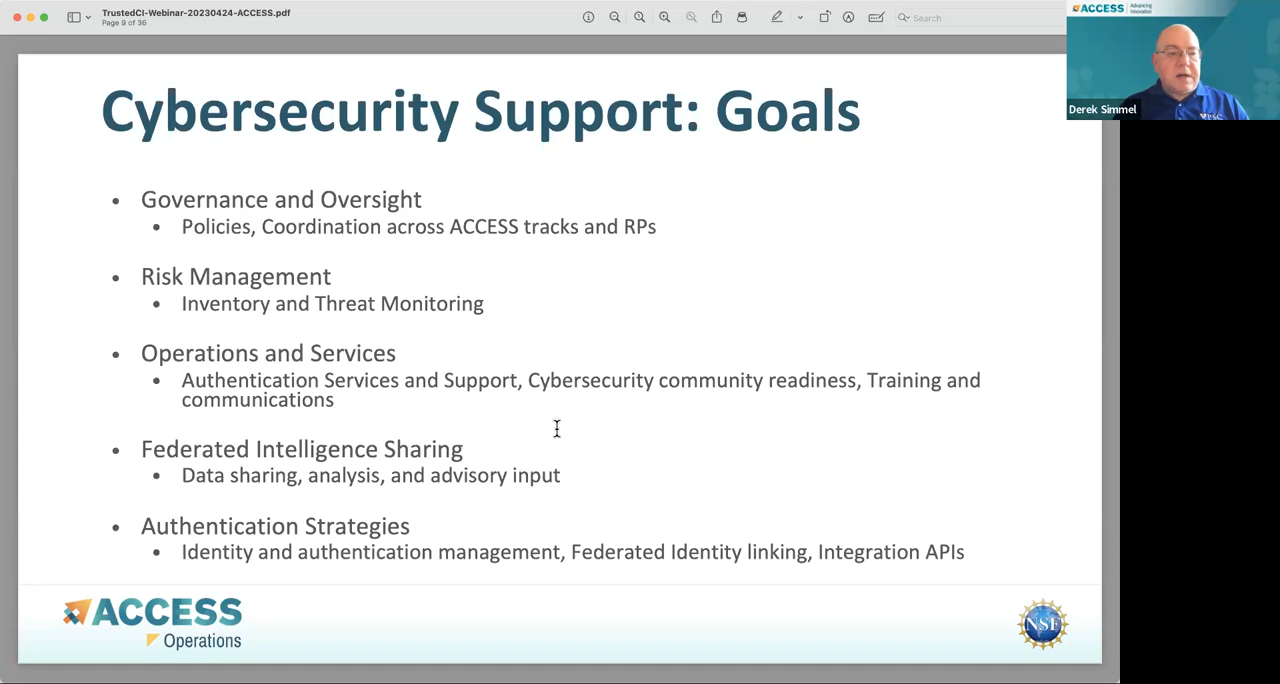 TrustedCI-Webinar-20230424-ACCESS.pdf
Page 9 of 36
Search
ACCESS
Advancing
Innovation
PSC
Derek Simmel
Cybersecurity Support: Goals
• Governance and Oversight
• Policies, Coordination across ACCESS tracks and RPs
• Risk Management
• Inventory and Threat Monitoring
• Operations and Services
• Authentication Services and Support, Cybersecurity community readiness, Training and
communications
• Federated Intelligence Sharing
• Data sharing, analysis, and advisory input
• Authentication Strategies
• Identity and authentication management, Federated Identity linking, Integration APIs
ACCESS
Operations
NSF